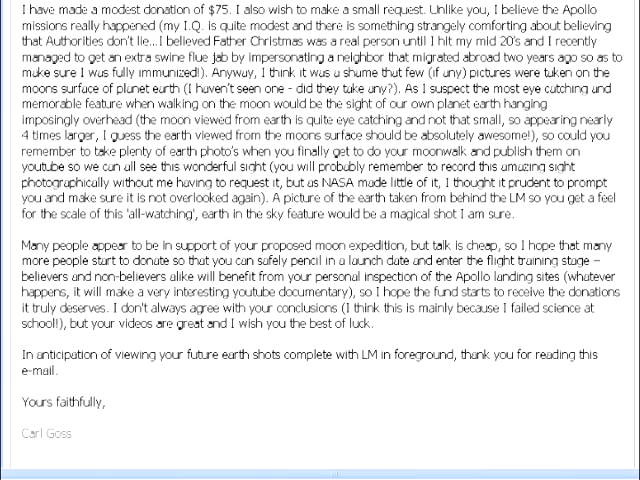 I have made a modest donation of $75. I also wish to make a small request. Unlike you, I believe the Apollo
missions really happened (my I.Q. is quite modest and there is something strangely comforting about believing
that Authorities don't lie...I believed Father Christmas was a real person until I hit my mid 20's and I recently
managed to get an extra swine flue jab by impersonating a neighbor that migrated abroad two years ago so as to
make sure I was fully immunized!). Anyway, I think it was a shame that few (if any) pictures were taken on the
moons surface of planet earth (I haven't seen one - did they take any?). As I suspect the most eye catching and
memorable feature when walking on the moon would be the sight of our own planet earth hanging
imposingly overhead (the moon viewed from earth is quite eye catching and not that small, so appearing nearly
4 times larger, I guess the earth viewed from the moons surface should be absolutely awesome!), so could you
remember to take plenty of earth photo's when you finally get to do your moonwalk and publish them on
youtube so we can all see this wonderful sight (you will probably remember to record this amazing sight
photographically without me having to request it, but as NASA made little of it, I thought it prudent to prompt
you and make sure it is not overlooked again). A picture of the earth taken from behind the LM so you get a feel
for the scale of this 'all-watching', earth in the sky feature would be a magical shot I am sure.
Many people appear to be in support of your proposed moon expedition, but talk is cheap, so I hope that many
more people start to donate so that you can safely pencil in a launch date and enter the flight training stage –
believers and non-believers alike will benefit from your personal inspection of the Apollo landing sites (whatever
happens, it will make a very interesting youtube documentary), so I hope the fund starts to receive the donations
it truly deserves. I don't always agree with your conclusions (I think this is mainly because I failed science at
school!), but your videos are great and I wish you the best of luck.
In anticipation of viewing your future earth shots complete with LM in foreground, thank you for reading this
e-mail.
Yours faithfully,
Carl Goss